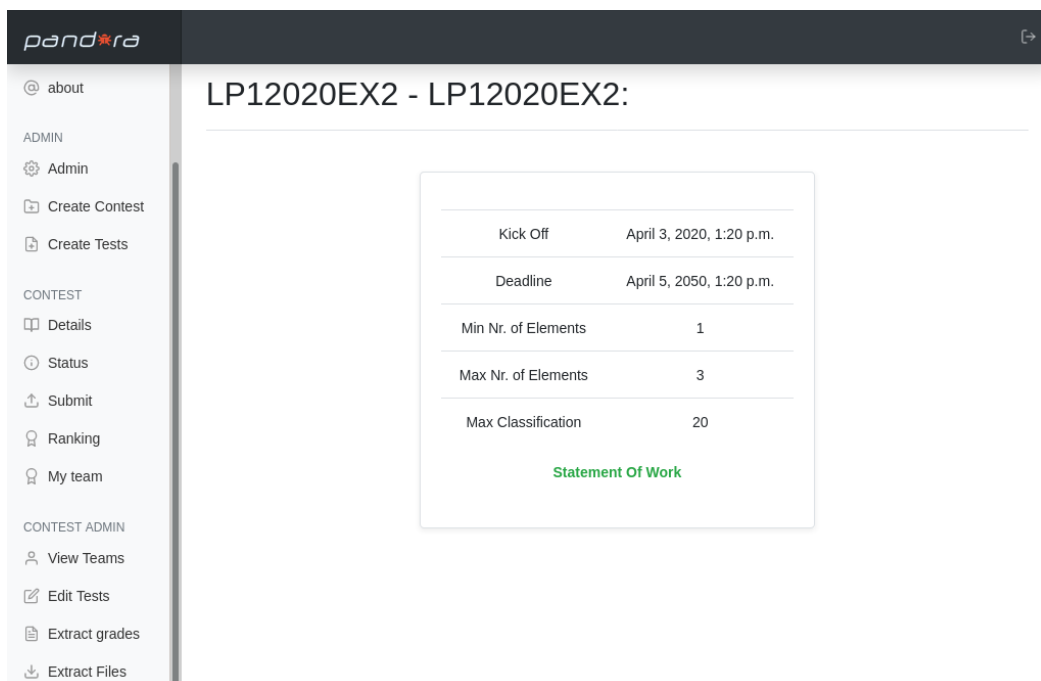 pandora
about
ADMIN
Admin
Create Contest
Create Tests
CONTEST
Details
Status
Submit
Ranking
My team
CONTEST ADMIN
View Teams
Edit Tests
Extract grades
Extract Files
LP12020EX2 - LP12020EX2:
Kick Off April 3, 2020, 1:20 p.m.
Deadline April 5, 2050, 1:20 p.m.
Min Nr. of Elements 1
Max Nr. of Elements 3
Max Classification 20
Statement Of Work